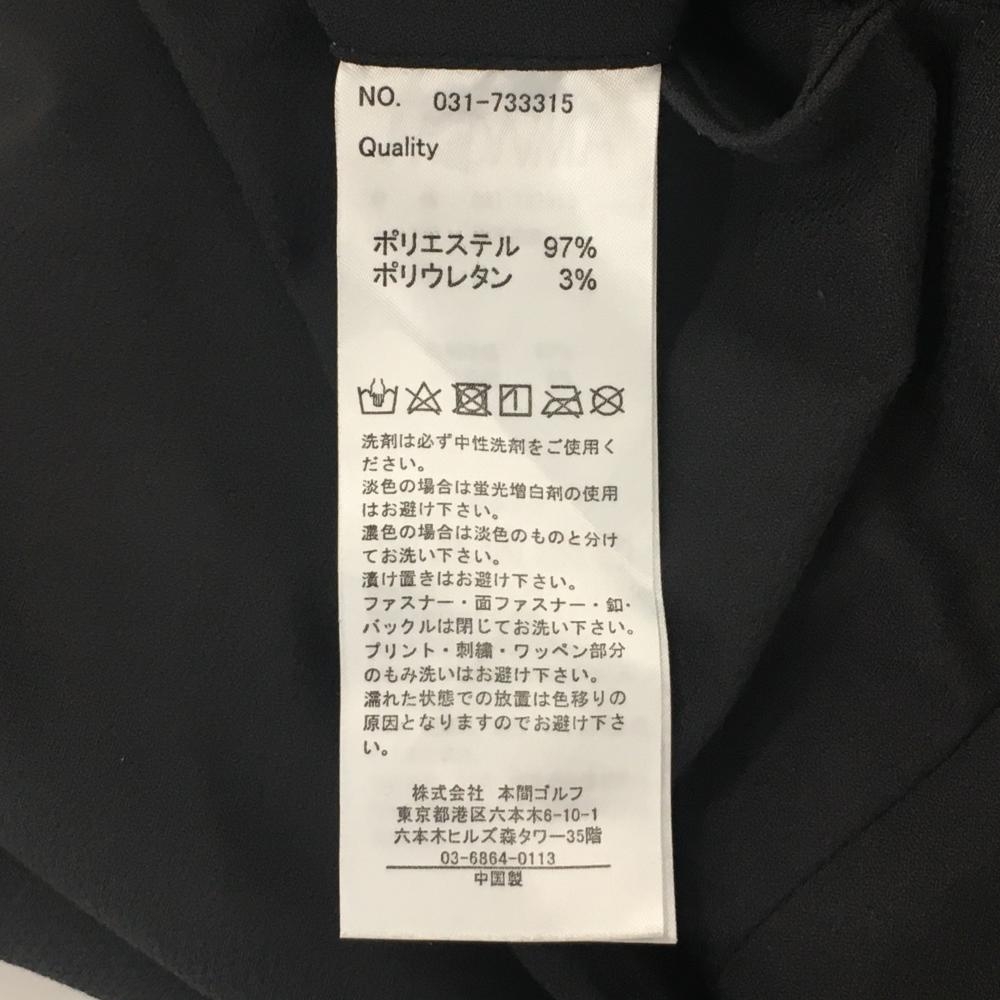 NO. 031-733315
Quality
ポリエステル 97%
ポリウレタン 3%
洗剤は必ず中性洗剤をご使用く
ださい。
淡色の場合は蛍光増白剤の使用
はお避け下さい。
濃色の場合は淡色のものと分け
てお洗い下さい。
漬け置きはお避け下さい。
ファスナー・面ファスナー・釦・
バックルは閉じてお洗い下さい。
プリント・刺繍・ワッペン部分
のもみ洗いはお避け下さい。
濡れた状態での放置は色移りの
原因となりますのでお避け下さ
い。
株式会社 本間ゴルフ
東京都港区六本木6-10-1
六本木ヒルズ森タワー35階
03-6864-0113
中国製